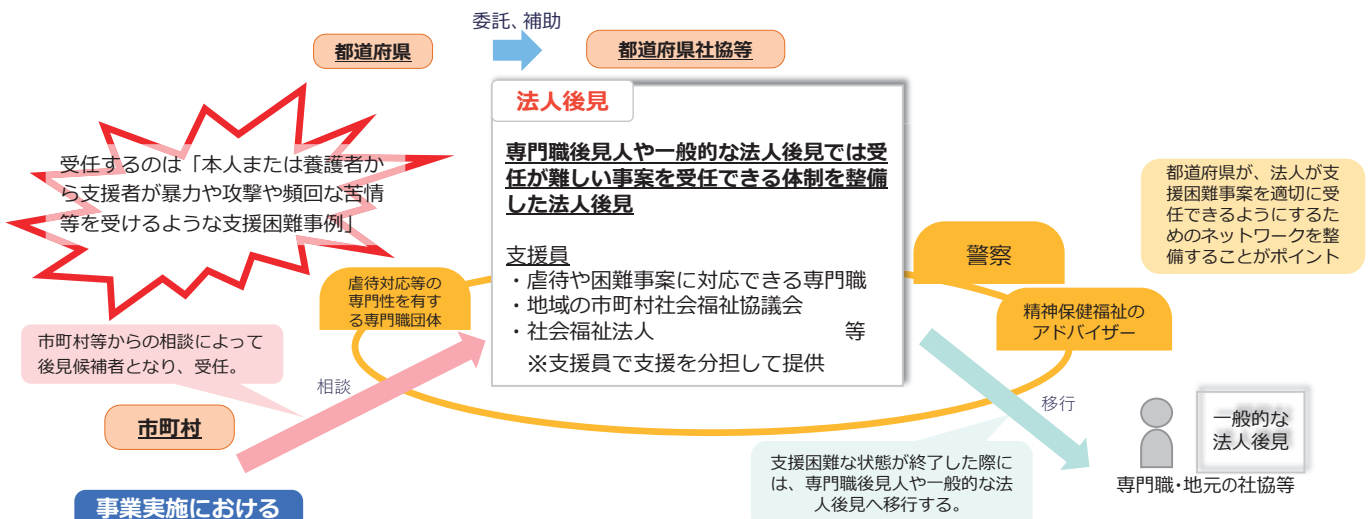 委託、補助
都道府県
都道府県社協等
法人後見
受任するのは「本人または養護者か
ら支援者が暴力や攻撃や頻回な苦情
等を受けるような支援困難事例」
専門職後見人や一般的な法人後見では受
任が難しい事案を受任できる体制を整備
した法人後見
支援員
・虐待や困難事案に対応できる専門職
・地域の市町村社会福祉協議会
・社会福祉法人 等
※支援員で支援を分担して提供
都道府県が、法人が支
援困難事案を適切に受
任できるようにするた
めのネットワークを整
備することがポイント
警察
虐待対応等の
専門性を有す
る専門職団体
精神保健福祉の
アドバイザー
市町村等からの相談によって
後見候補者となり、受任。
相談
市町村
移行
一般的な
法人後見
専門職・地元の社協等
支援困難な状態が終了した際に
は、専門職後見人や一般的な法
人後見へ移行する。
事業実施における